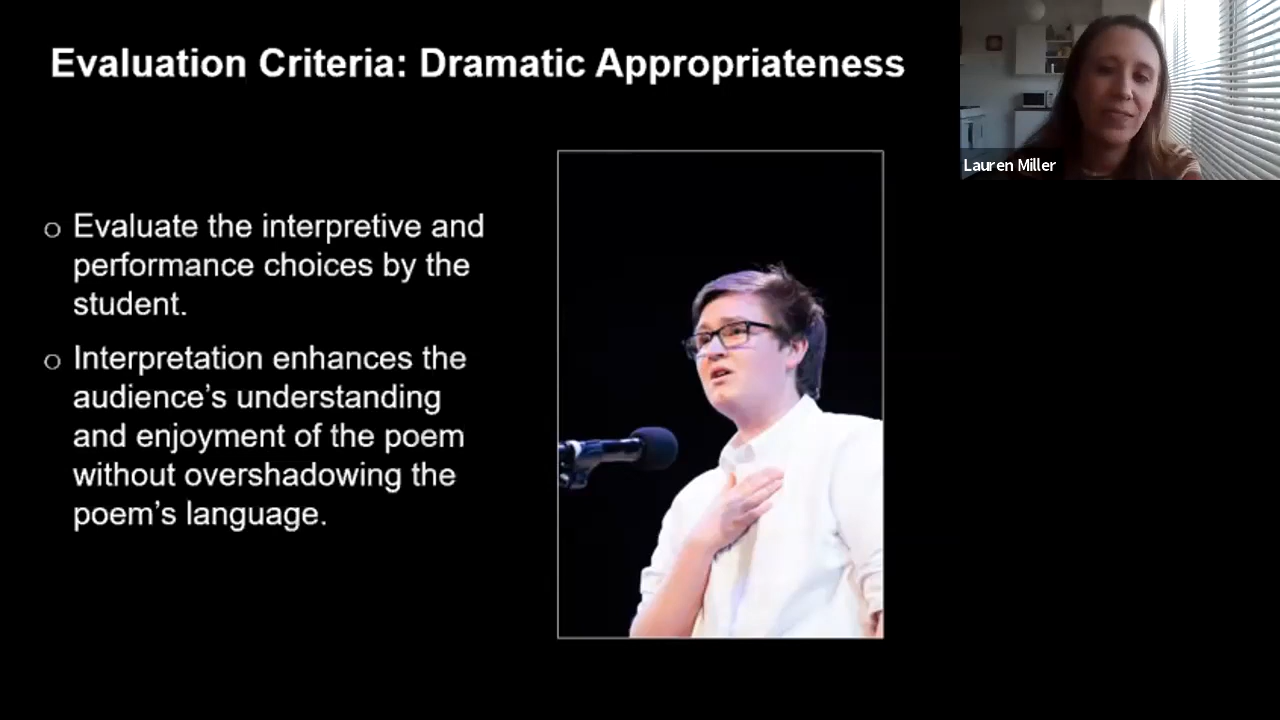 Evaluation Criteria: Dramatic Appropriateness
Lauren Miller
o Evaluate the interpretive and
performance choices by the
student.
o Interpretation enhances the
audience’s understanding
and enjoyment of the poem
without overshadowing the
poem’s language.